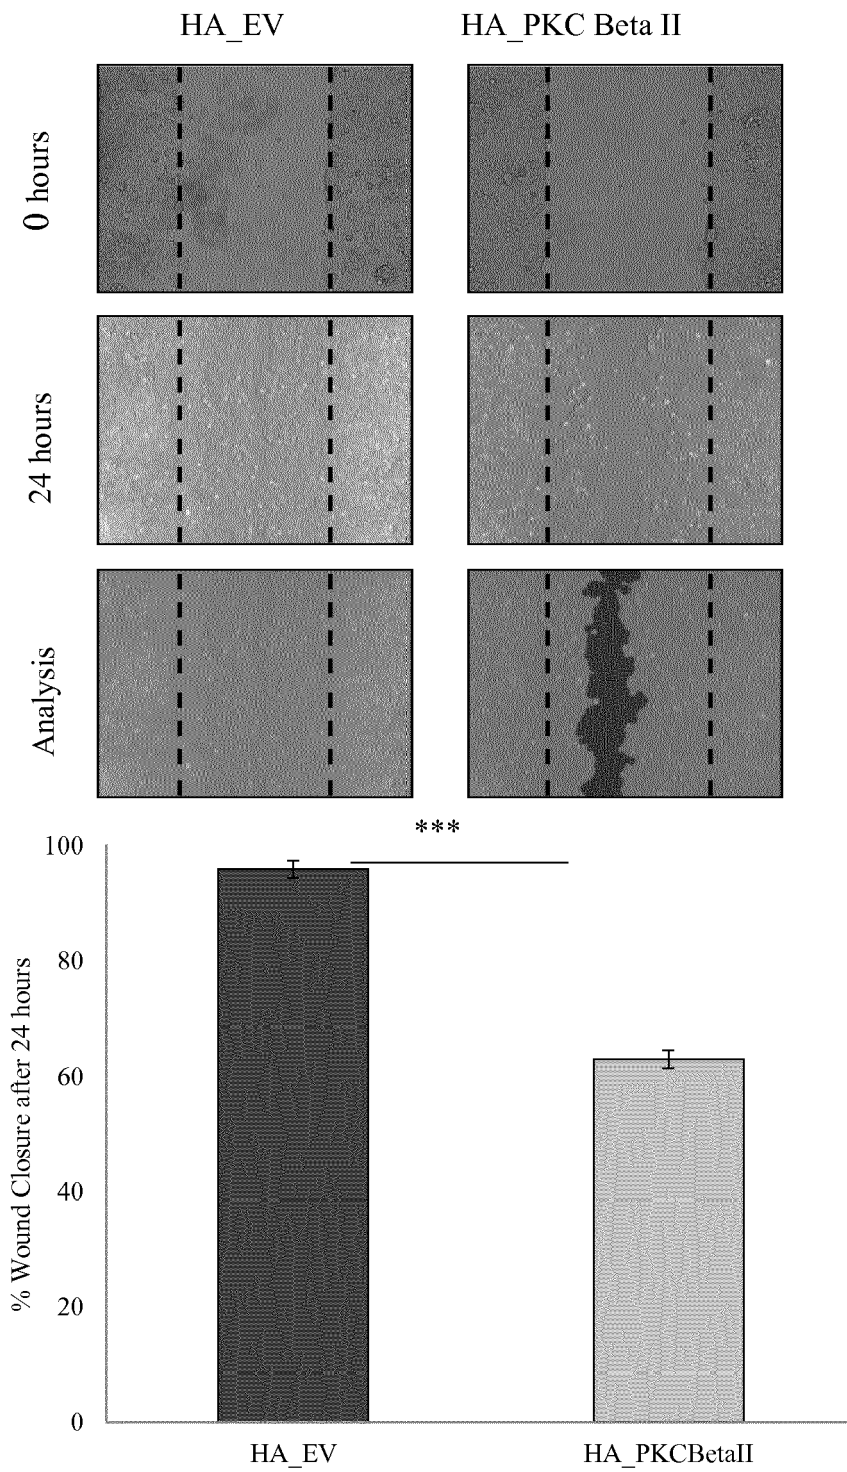 HA_EV HA_PKC Beta II
0 hours
24 hours
Analysis
***
% Wound Closure after 24 hours
100
80
60
40
20
0
HA_EV HA_PKCBetaII